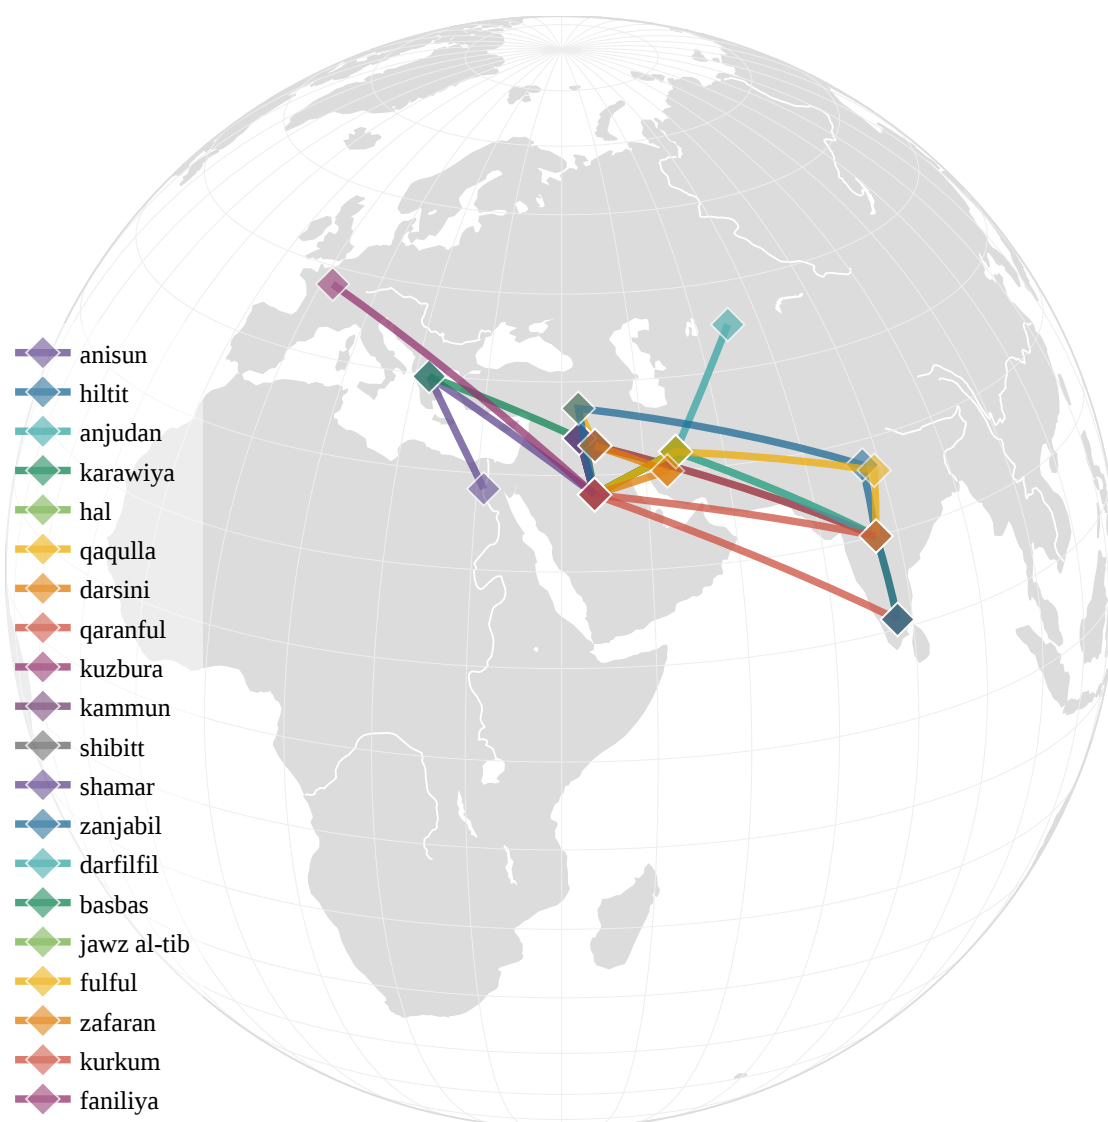 anisun
hiltit
anjudan
karawiya
hal
qaqulla
darsini
qaranful
kuzbura
kammun
shibitt
shamar
zanjabil
darfilfil
basbas
jawz al-tib
fulful
zafaran
kurkum
faniliya